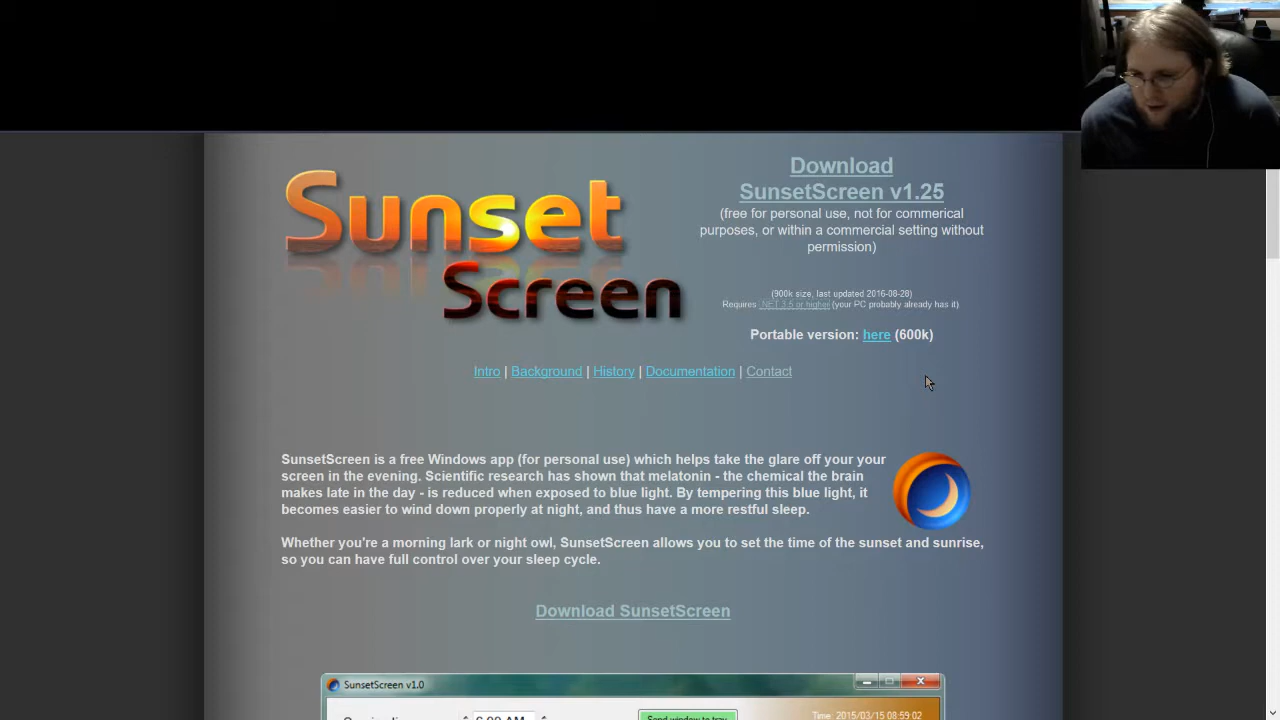 Sunset
Screen
Download
SunsetScreen v1.25
(free for personal use, not for commerical
purposes, or within a commercial setting without
permission)
(900k size, last updated 2016-08-28)
Requires .NET 3.5 or higher (your PC probably already has it)
Portable version: here (600k)
Intro | Background | History | Documentation | Contact
SunsetScreen is a free Windows app (for personal use) which helps take the glare off your your
screen in the evening. Scientific research has shown that melatonin - the chemical the brain
makes late in the day - is reduced when exposed to blue light. By tempering this blue light, it
becomes easier to wind down properly at night, and thus have a more restful sleep.
Whether you're a morning lark or night owl, SunsetScreen allows you to set the time of the sunset and sunrise,
so you can have full control over your sleep cycle.
Download SunsetScreen
SunsetScreen v1.0
6:00 AM
Send window to tray
Time: 2015/03/15 08:59:02